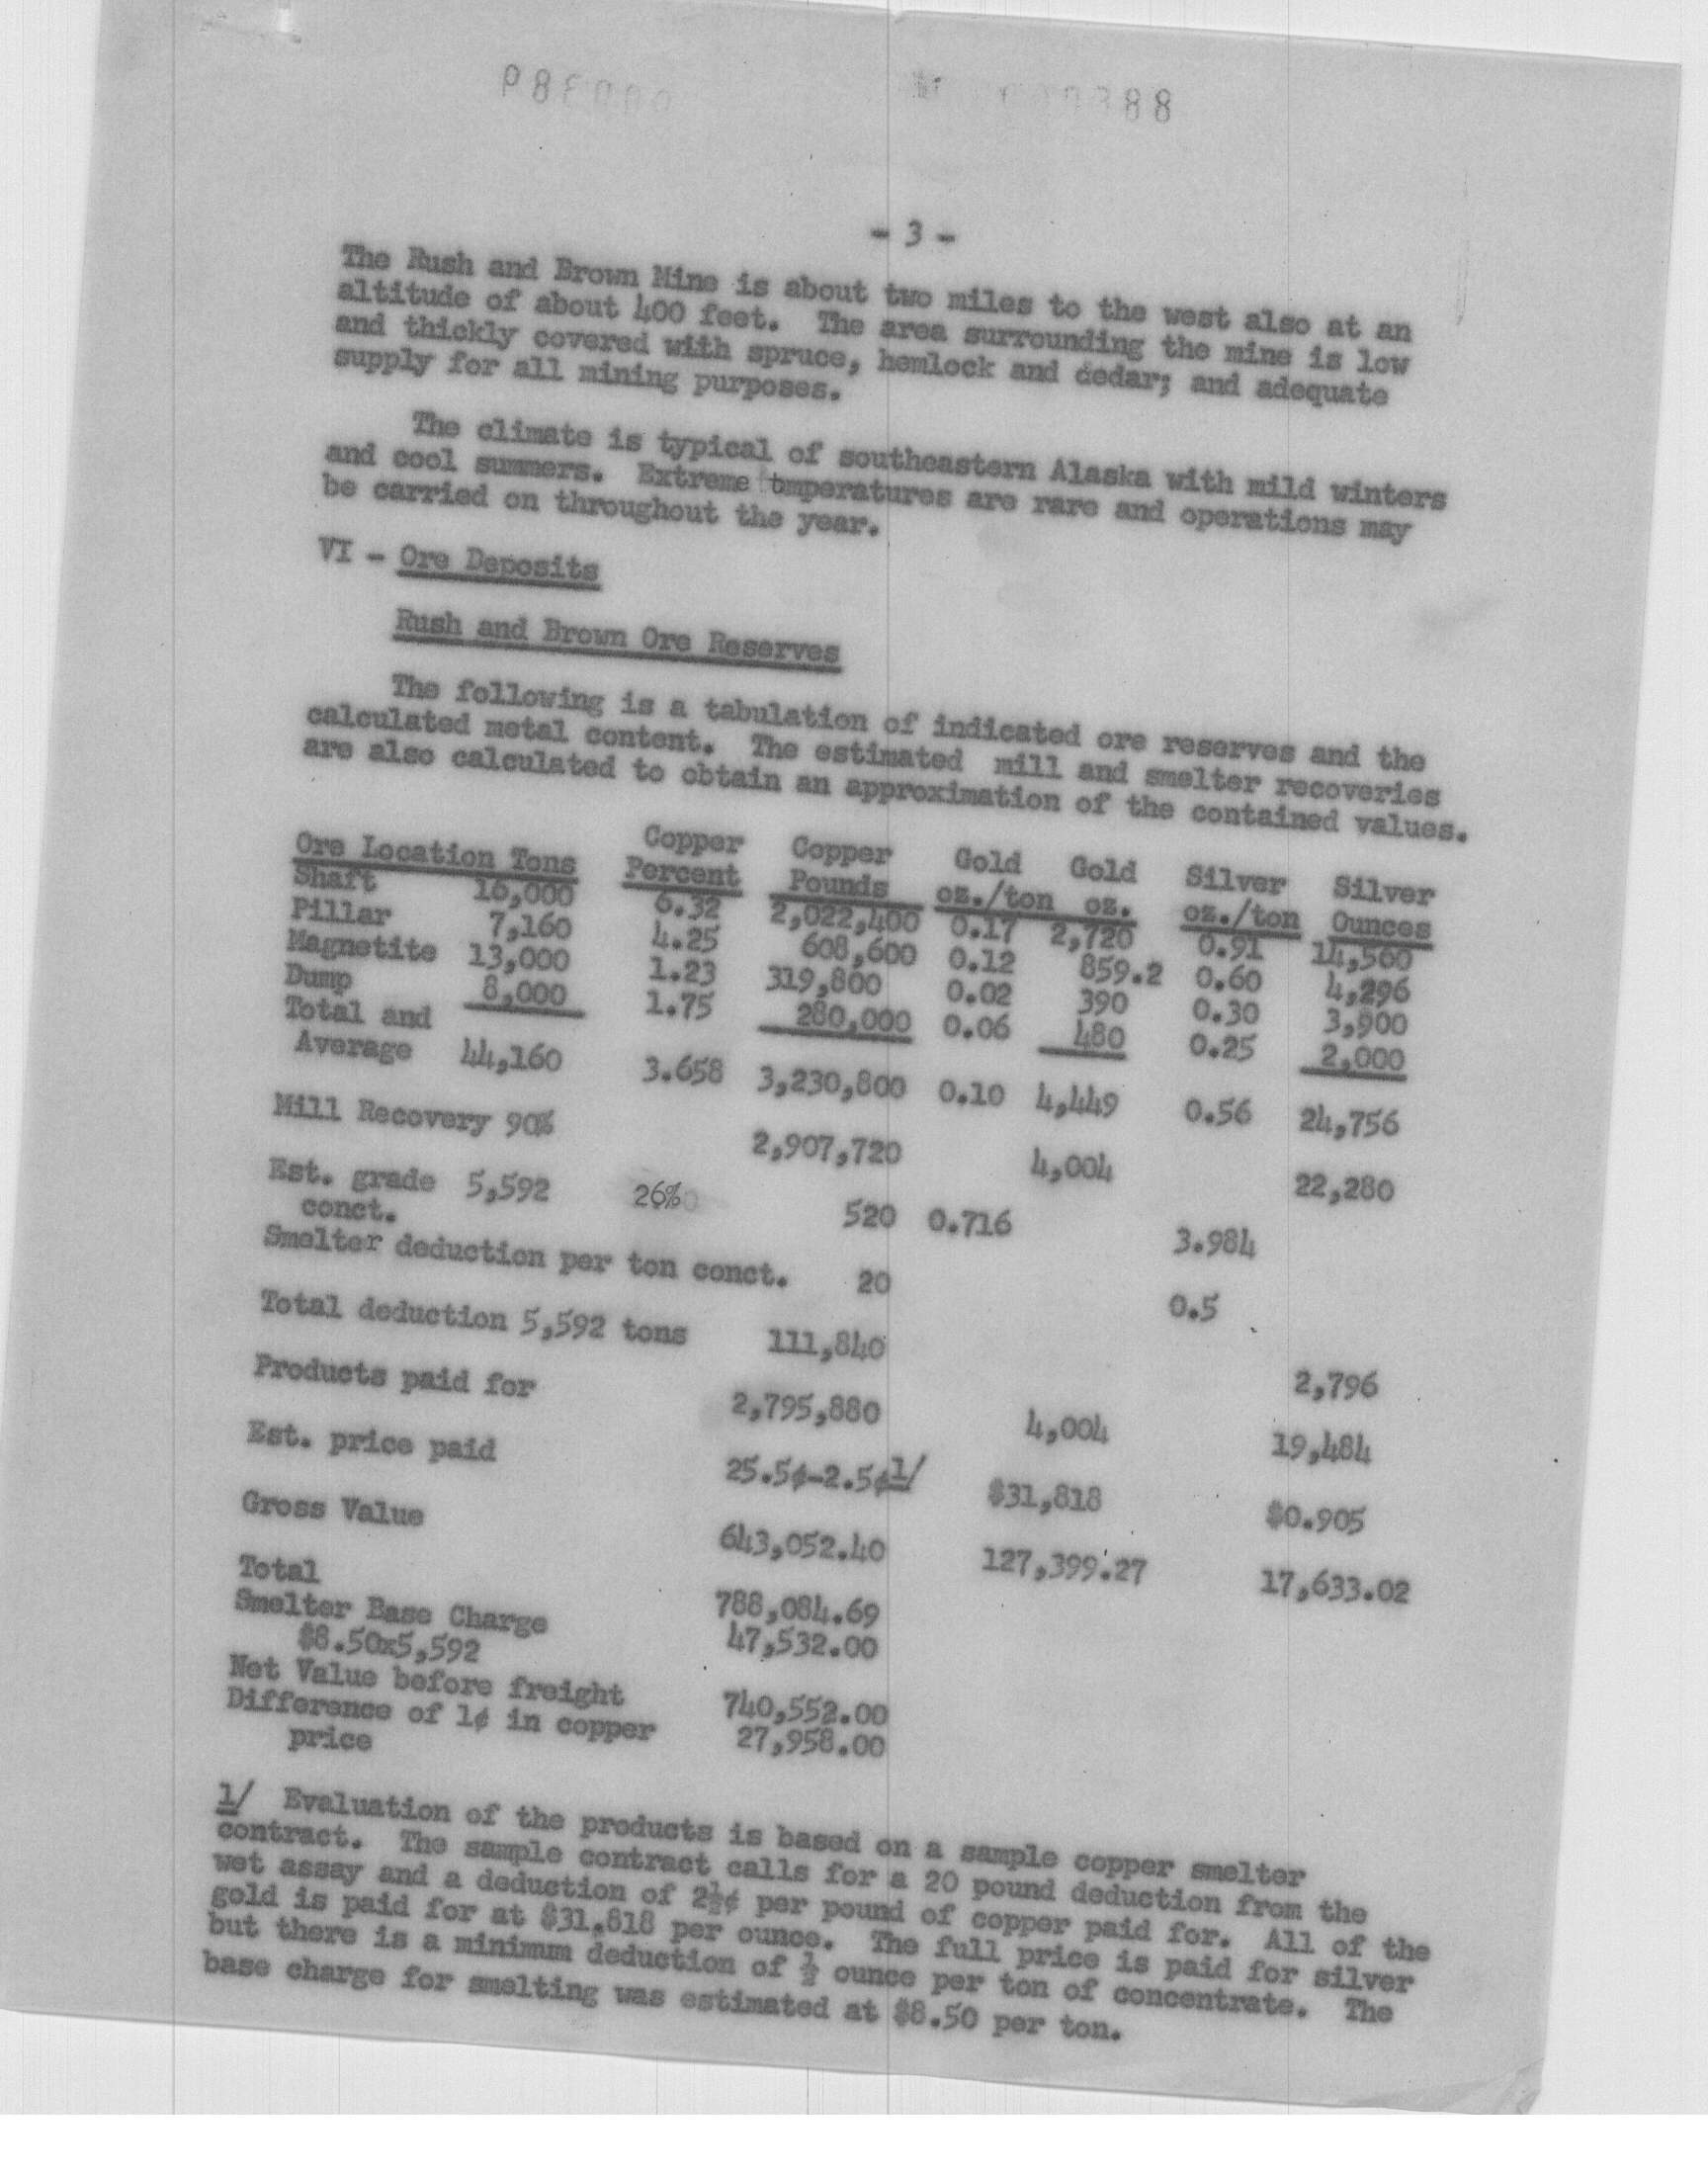 - 3 -
The Rush and Brown Mine is about two miles to the west also at an
altitude of about 400 feet. The area surrounding the mine is low
and thickly covered with spruce, hemlock and dedar; and adequate
supply for all mining purposes.
The climate is typical of southeastern Alaska with mild winters
and cool summers. Extreme tmperatures are rare and operations may
be carried on throughout the year.
VI - Ore Deposits
Rush and Brown Ore Reserves
The following is a tabulation of indicated ore reserves and the
calculated metal content. The estimated mill and smelter recoveries
are also calculated to obtain an approximation of the contained values.
Copper Copper Gold Gold Silver Silver
Ore Location Tons Percent Pounds oz./ton oz. oz./ton Ounces
Shaft 16,000 6.32 2,022,400 0.17 2,720 0.91 14,560
Pillar 7,160 4.25 608,600 0.12 859.2 0.60 4,296
Magnetite 13,000 1.23 319,800 0.02 390 0.30 3,900
Dump 8,000 1.75 280,000 0.06 480 0.25 2,000
Total and
Average 44,160 3.658 3,230,800 0.10 4,449 0.56 24,756
Mill Recovery 90% 2,907,720 4,004 22,280
Est. grade 5,592 26% 520 0.716 3.984
conct.
Smelter deduction per ton conct. 20 0.5
Total deduction 5,592 tons 111,840 2,796
Products paid for 2,795,880 4,004 19,484
Est. price paid 25.5¢-2.5¢1/ $31,818 $0.905
Gross Value 643,052.40 127,399.27 17,633.02
Total 788,084.69
Smelter Base Charge 47,532.00
$8.50x5,592
Net Value before freight 740,552.00
Difference of 1¢ in copper 27,958.00
price
1/ Evaluation of the products is based on a sample copper smelter
contract. The sample contract calls for a 20 pound deduction from the
wet assay and a deduction of 2½¢ per pound of copper paid for. All of the
gold is paid for at $31.818 per ounce. The full price is paid for silver
but there is a minimum deduction of ½ ounce per ton of concentrate. The
base charge for smelting was estimated at $8.50 per ton.